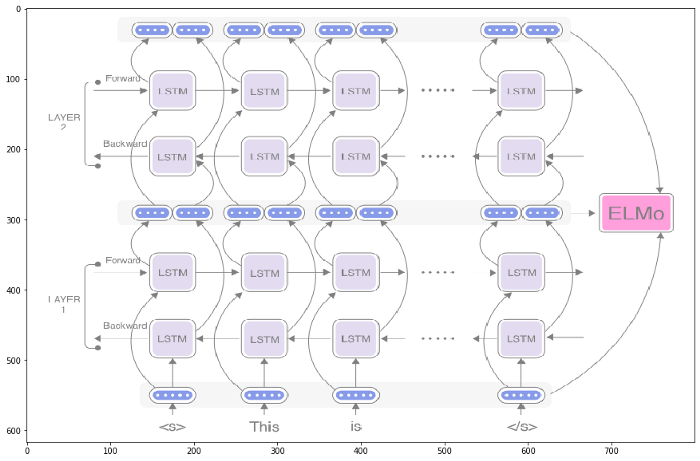 0
100
200
300
400
500
600
Forward
LSTM LSTM LSTM LSTM
LAYER
2
Backward
LSTM LSTM LSTM LSTM
ELMo
Forward
LSTM LSTM LSTM LSTM
LAYER
1
Backward
LSTM LSTM LSTM LSTM
<s> This is </s>
0 100 200 300 400 500 600 700